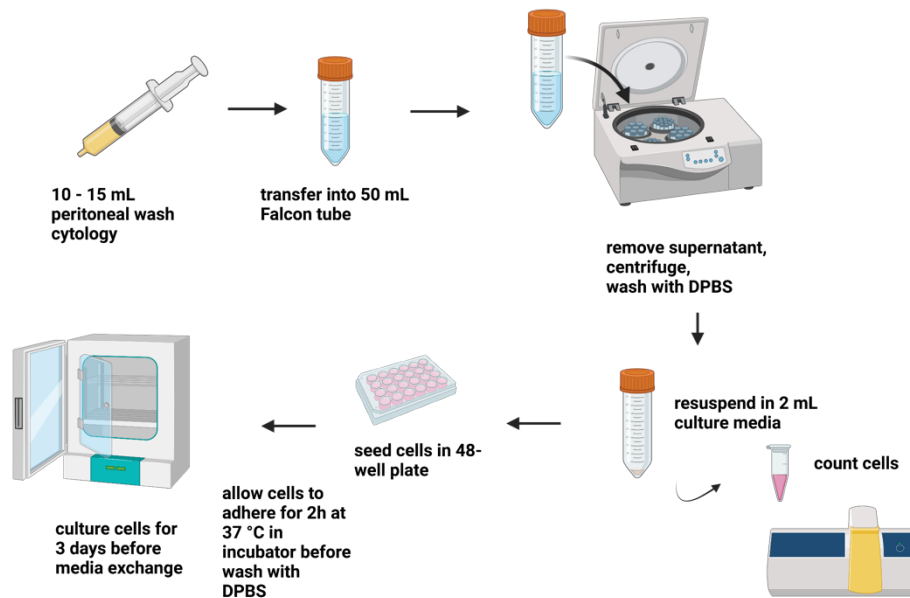 10 - 15 mL
peritoneal wash
cytology
transfer into 50 mL
Falcon tube
remove supernatant,
centrifuge,
wash with DPBS
resuspend in 2 mL
culture media
count cells
seed cells in 48-
well plate
allow cells to
adhere for 2h at
37 °C in
incubator before
wash with
DPBS
culture cells for
3 days before
media exchange